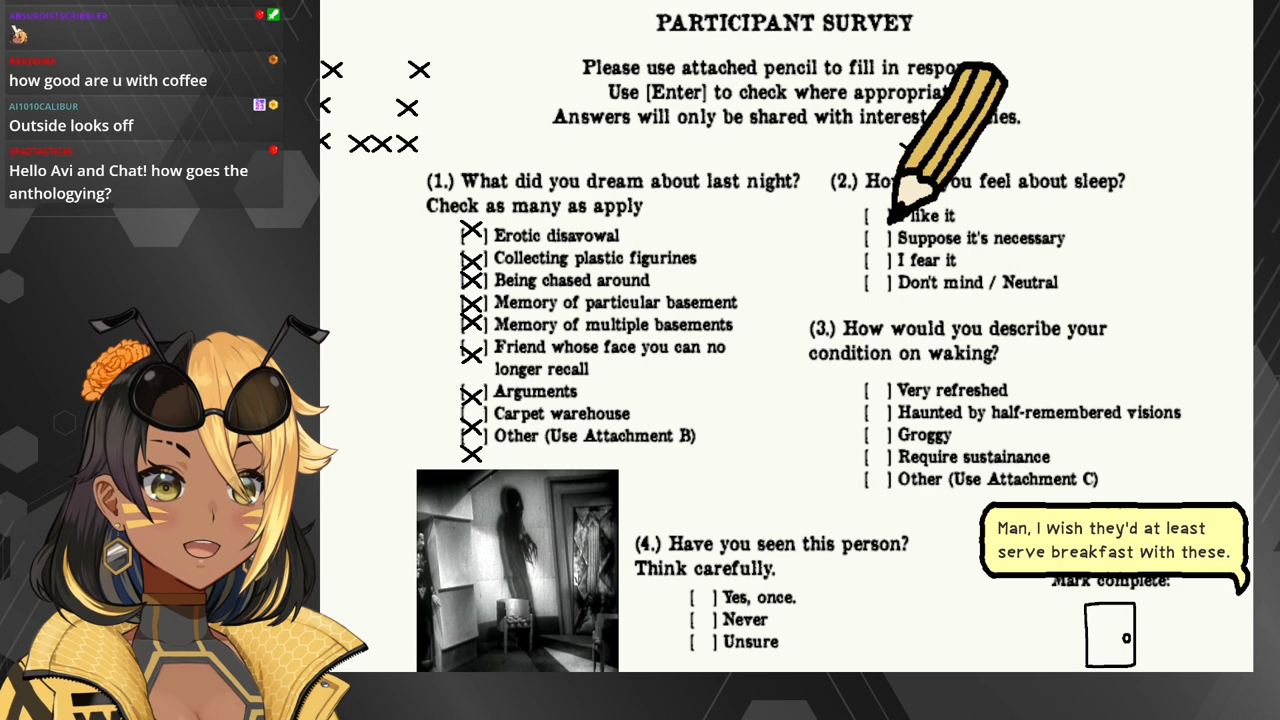 ABSURDISTSCRIBBLER
how good are u with coffee
AI1010CALIBUR
Outside looks off
Hello Avi and Chat! how goes the
anthologying?
PARTICIPANT SURVEY
Please use attached pencil to fill in respo
Use [Enter] to check where appropriat
Answers will only be shared with interest
(1.) What did you dream about last night?
Check as many as apply
[ ] Erotic disavowal
[ ] Collecting plastic figurines
[ ] Being chased around
[ ] Memory of particular basement
[ ] Memory of multiple basements
[ ] Friend whose face you can no
longer recall
[ ] Arguments
[ ] Carpet warehouse
[ ] Other (Use Attachment B)
(2.) Ho ou feel about sleep?
[ ] like it
[ ] Suppose it's necessary
[ ] I fear it
[ ] Don't mind / Neutral
(3.) How would you describe your
condition on waking?
[ ] Very refreshed
[ ] Haunted by half-remembered visions
[ ] Groggy
[ ] Require sustainance
[ ] Other (Use Attachment C)
(4.) Have you seen this person?
Think carefully.
[ ] Yes, once.
[ ] Never
[ ] Unsure
Man, I wish they'd at least
serve breakfast with these.
Mark complete: